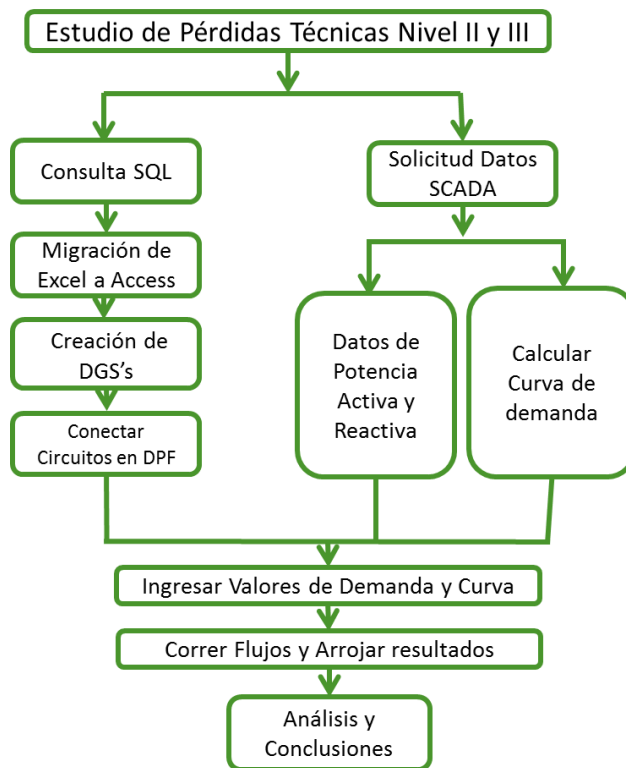 Estudio de Pérdidas Técnicas Nivel II y III
Consulta SQL
Migración de
Excel a Access
Creación de
DGS’s
Conectar
Circuitos en DPF
Solicitud Datos
SCADA
Datos de
Potencia
Activa y
Reactiva
Calcular
Curva de
demanda
Ingresar Valores de Demanda y Curva
Correr Flujos y Arrojar resultados
Análisis y
Conclusiones